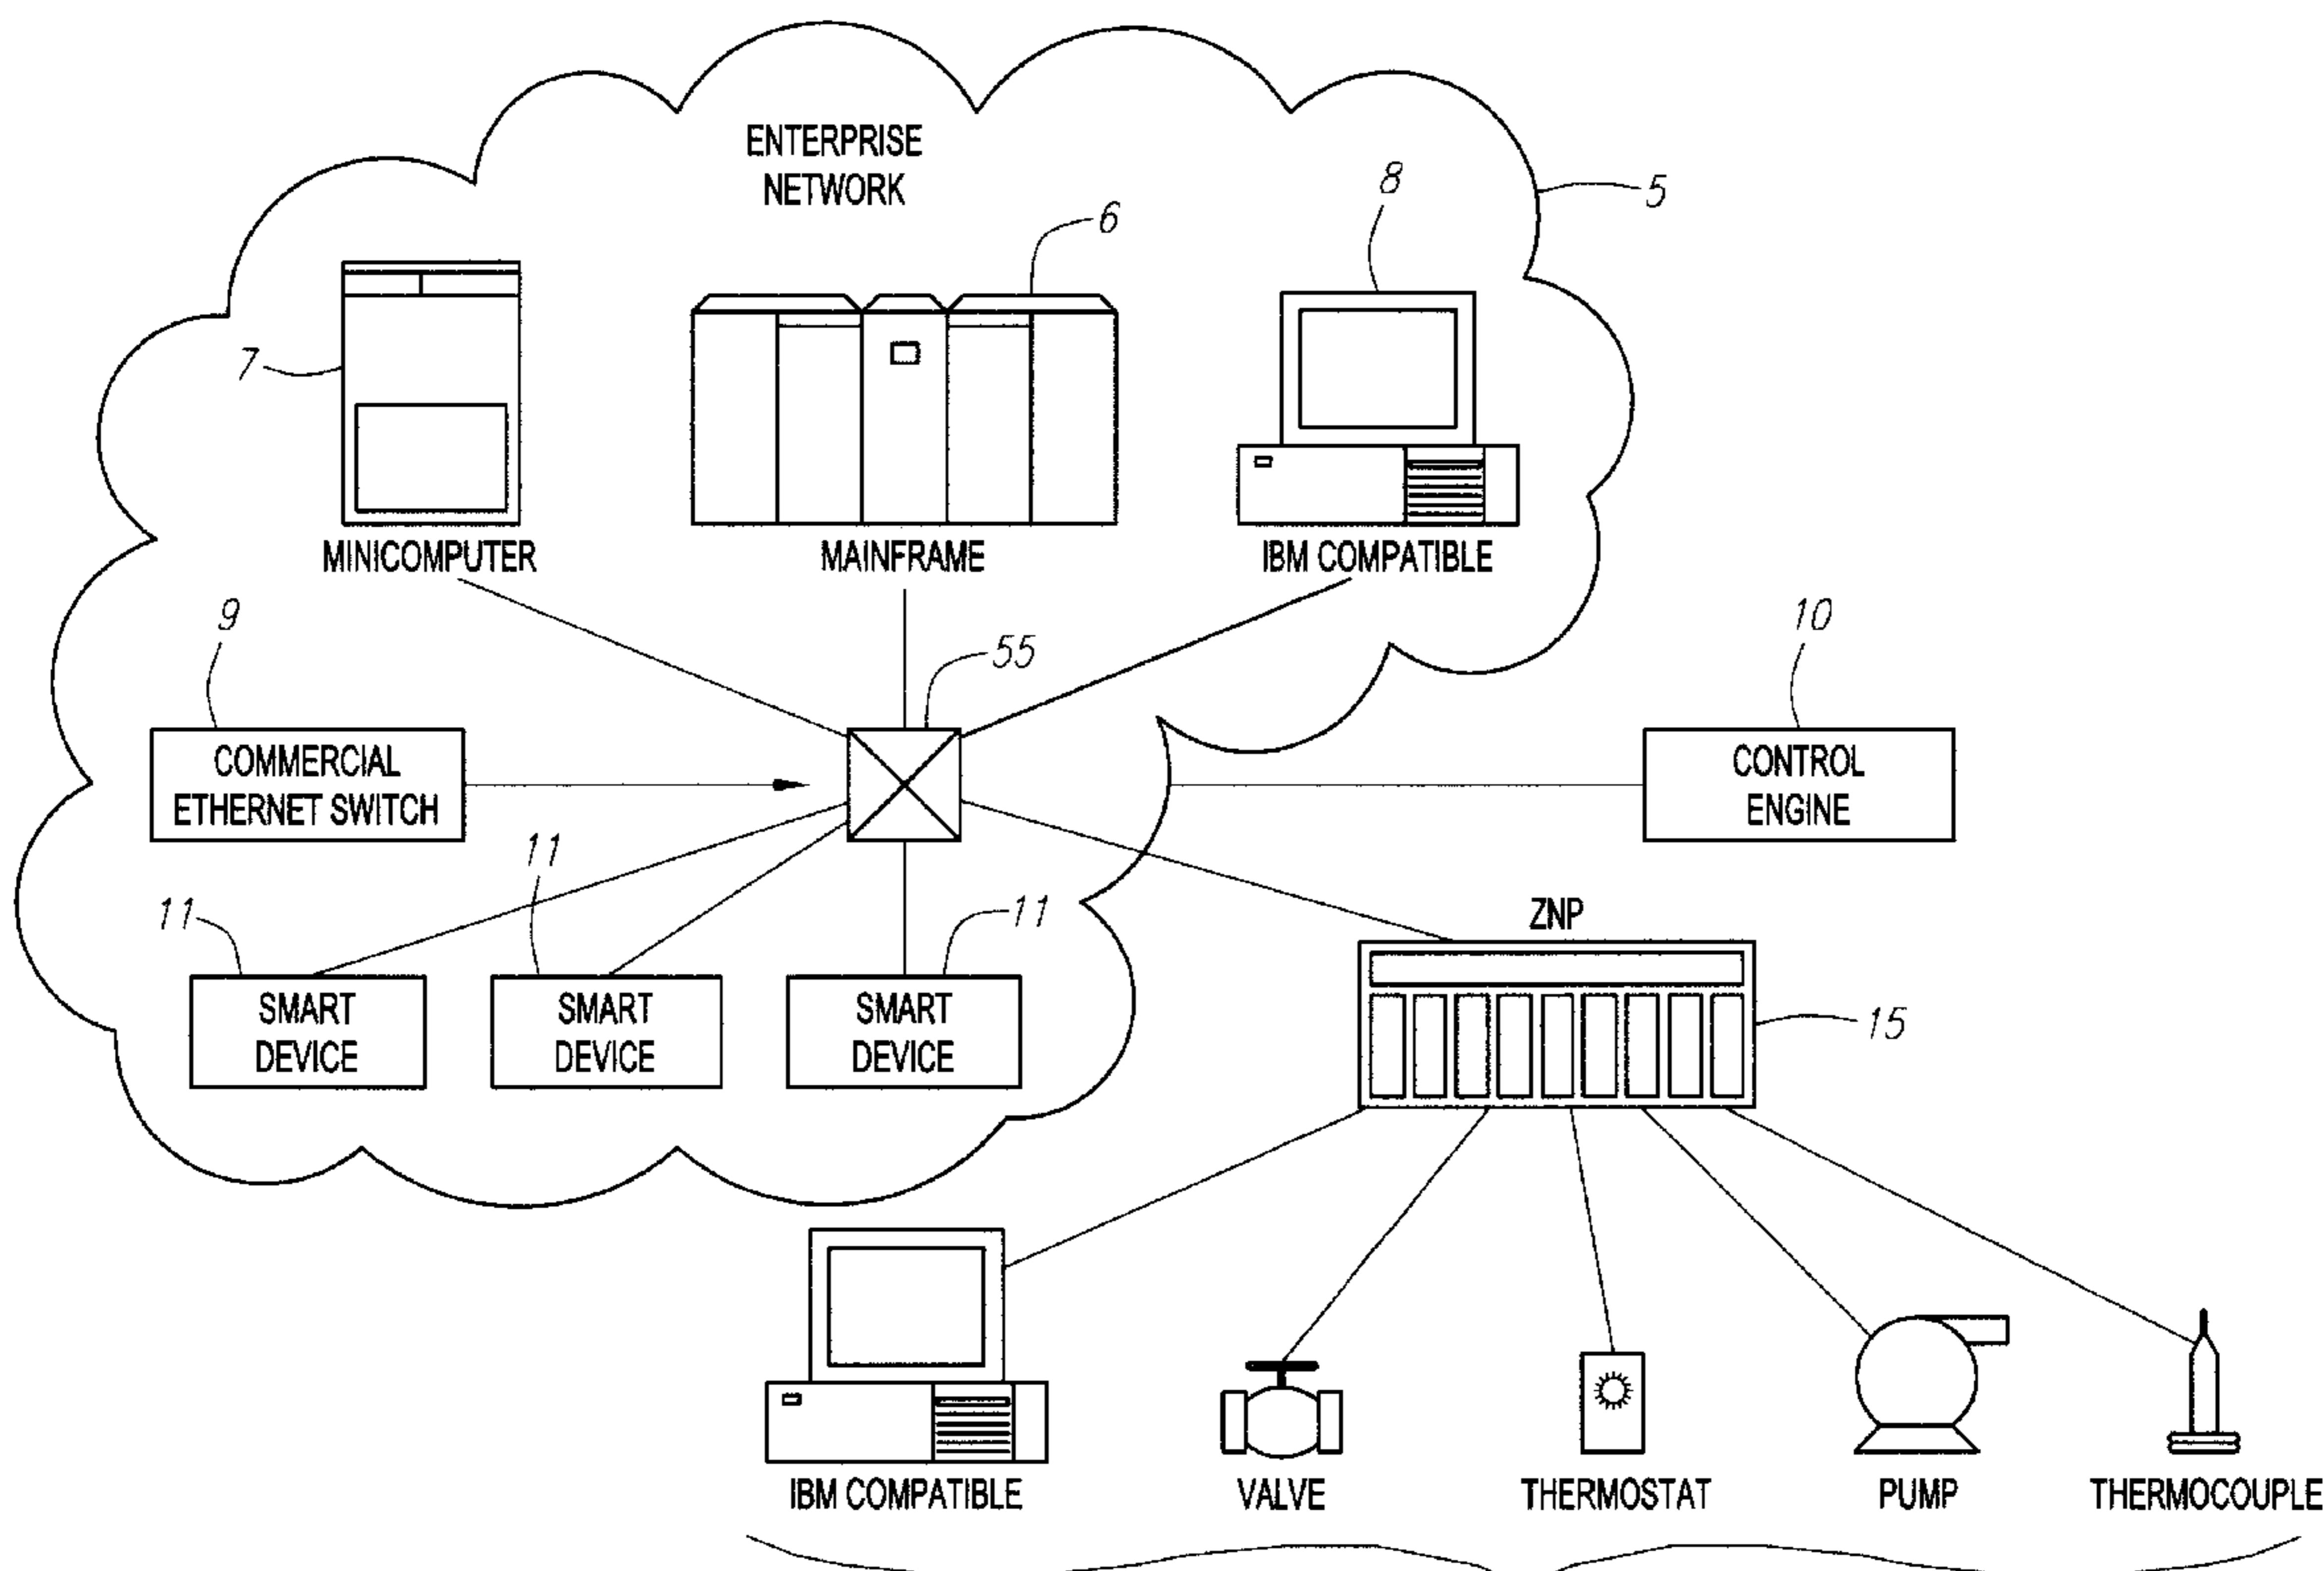 ENTERPRISE
NETWORK
5
8
6
7
MINICOMPUTER
MAINFRAME
IBM COMPATIBLE
9
55
10
COMMERCIAL
ETHERNET SWITCH
CONTROL
ENGINE
11
11
11
ZNP
SMART
DEVICE
SMART
DEVICE
SMART
DEVICE
15
IBM COMPATIBLE
VALVE
THERMOSTAT
PUMP
THERMOCOUPLE